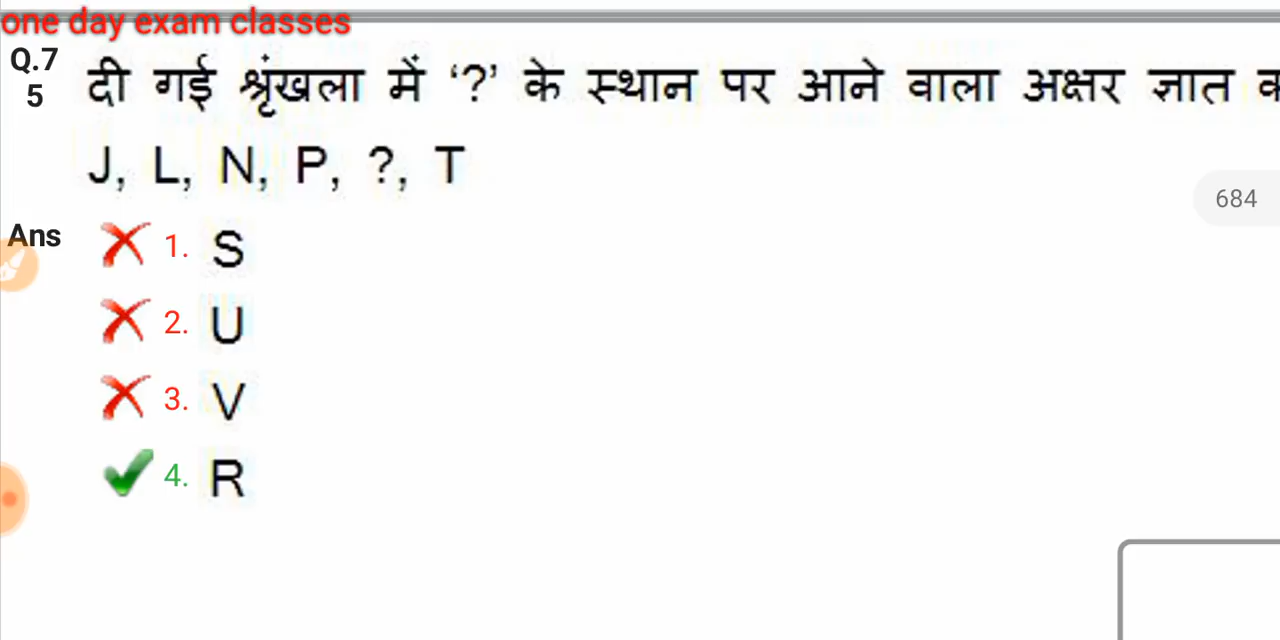 one day exam classes
Q.7
5
दी गई श्रृंखला में ‘?’ के स्थान पर आने वाला अक्षर ज्ञात
J, L, N, P, ?, T
684
Ans
1. S
2. U
3. V
4. R